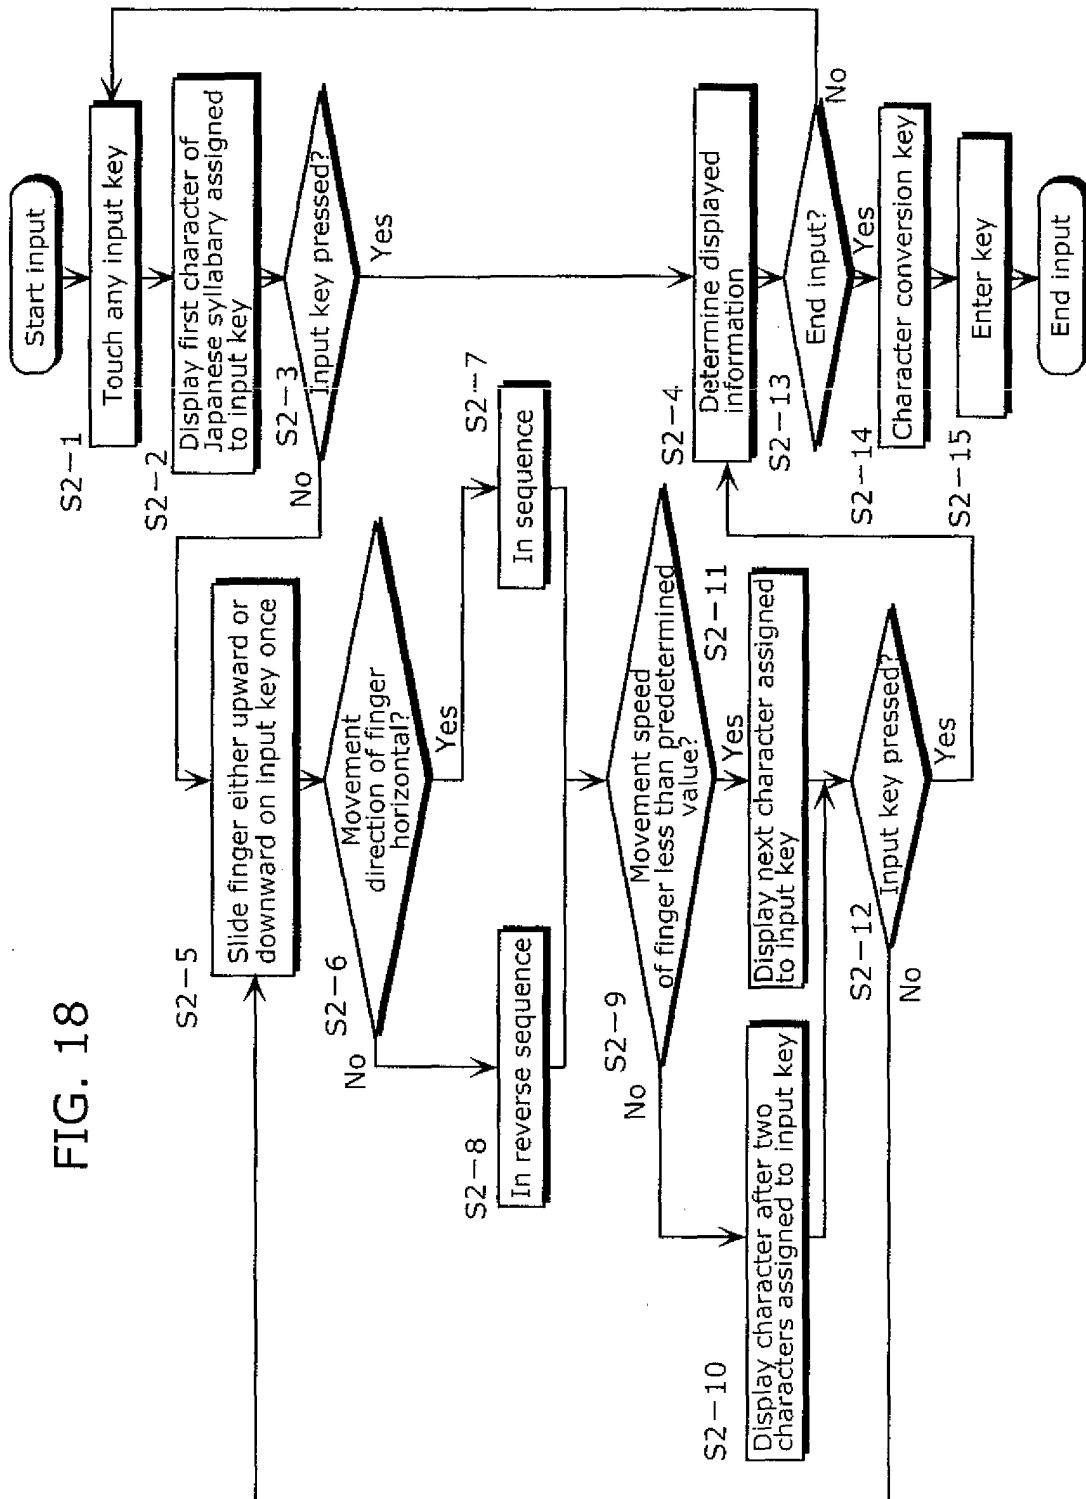 FIG. 18
Start input
S2-1
Touch any input key
S2-2
Display first character of
Japanese syllabary assigned
to input key
S2-3
Input key pressed?
No
Yes
S2-5
Slide finger either upward or
downward on input key once
S2-6
Movement
direction of finger
horizontal?
No
Yes
S2-8
In reverse sequence
S2-7
In sequence
S2-9
Movement speed
of finger less than predetermined
value?
No
Yes
S2-10
Display character after two
characters assigned to input key
S2-11
Display next character assigned
to input key
S2-12
Input key pressed?
No
Yes
S2-4
Determine displayed
information
S2-13
End input?
No
Yes
S2-14
Character conversion key
S2-15
Enter key
End input